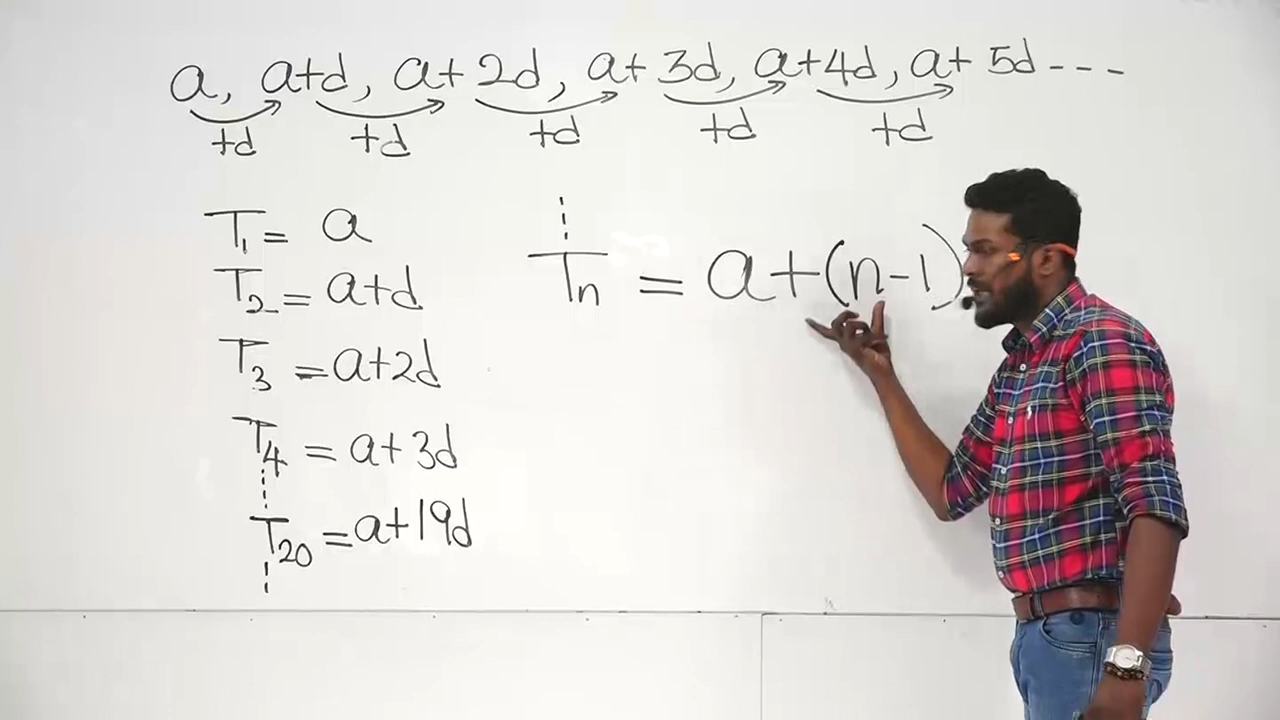 a, a+d, a+2d, a+3d, a+4d, a+5d---
+d +d +d +d +d
T₁ = a
T₂ = a+d
T₃ = a+2d
T₄ = a+3d
T₂₀ = a+19d
Tₙ = a+(n-1)